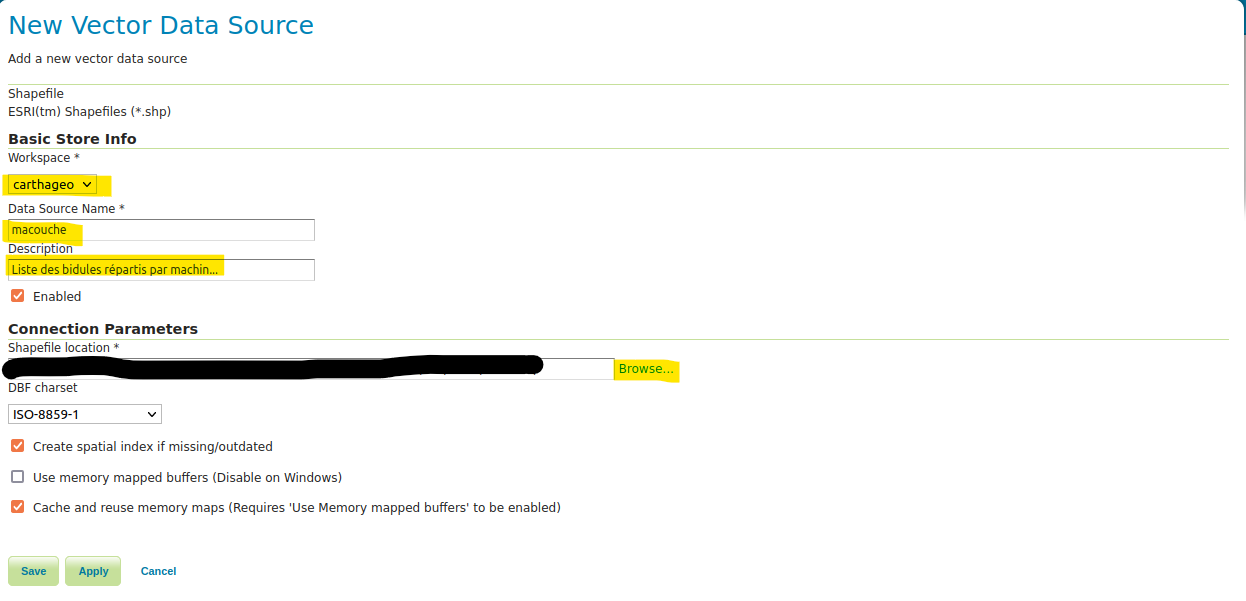 New Vector Data Source
Add a new vector data source
Shapefile
ESRI(tm) Shapefiles (*.shp)
Basic Store Info
Workspace *
carthageo
Data Source Name *
macouche
Description
Liste des bidules répartis par machin...
Enabled
Connection Parameters
Shapefile location *
Browse...
DBF charset
ISO-8859-1
Create spatial index if missing/outdated
Use memory mapped buffers (Disable on Windows)
Cache and reuse memory maps (Requires 'Use Memory mapped buffers' to be enabled)
Save Apply Cancel